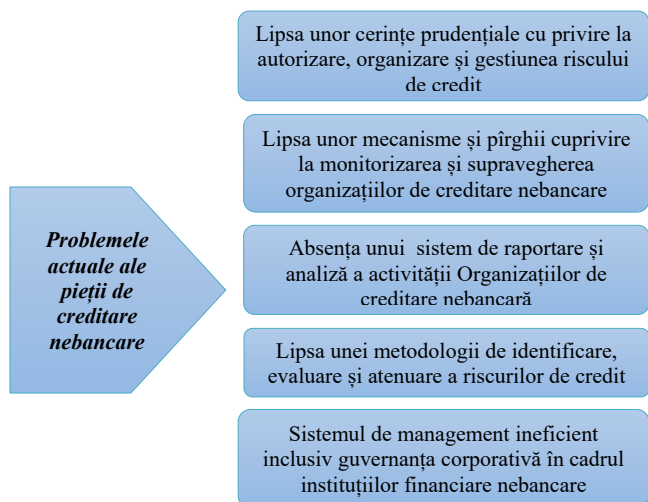 Problemele
actuale ale
pieții de
creditare
nebancare
Lipsa unor cerințe prudențiale cu privire la
autorizare, organizare și gestiunea riscului
de credit
Lipsa unor mecanisme și pîrghii cuprivire
la monitorizarea și supravegherea
organizațiilor de creditare nebancare
Absența unui sistem de raportare și
analiză a activității Organizațiilor de
creditare nebancară
Lipsa unei metodologii de identificare,
evaluare și atenuare a riscurilor de credit
Sistemul de management ineficient
inclusiv guvernanța corporativă în cadrul
instituțiilor financiare nebancare